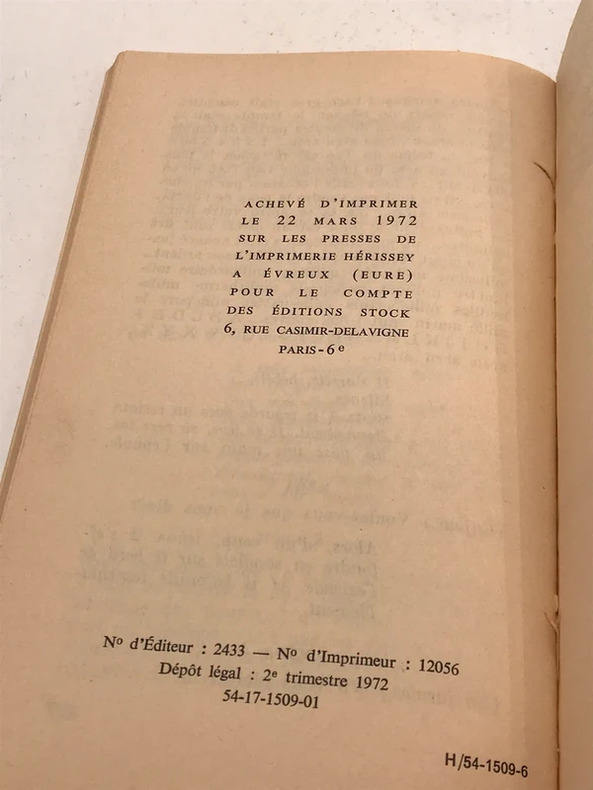 ACHEVÉ D'IMPRIMER
LE 22 MARS 1972
SUR LES PRESSES DE
L'IMPRIMERIE HÉRISSEY
A ÉVREUX (EURE)
POUR LE COMPTE
DES ÉDITIONS STOCK
6, RUE CASIMIR-DELAVIGNE
PARIS-6e
No d'Éditeur : 2433 — No d'Imprimeur : 12056
Dépôt légal : 2e trimestre 1972
54-17-1509-01
H/54-1509-6